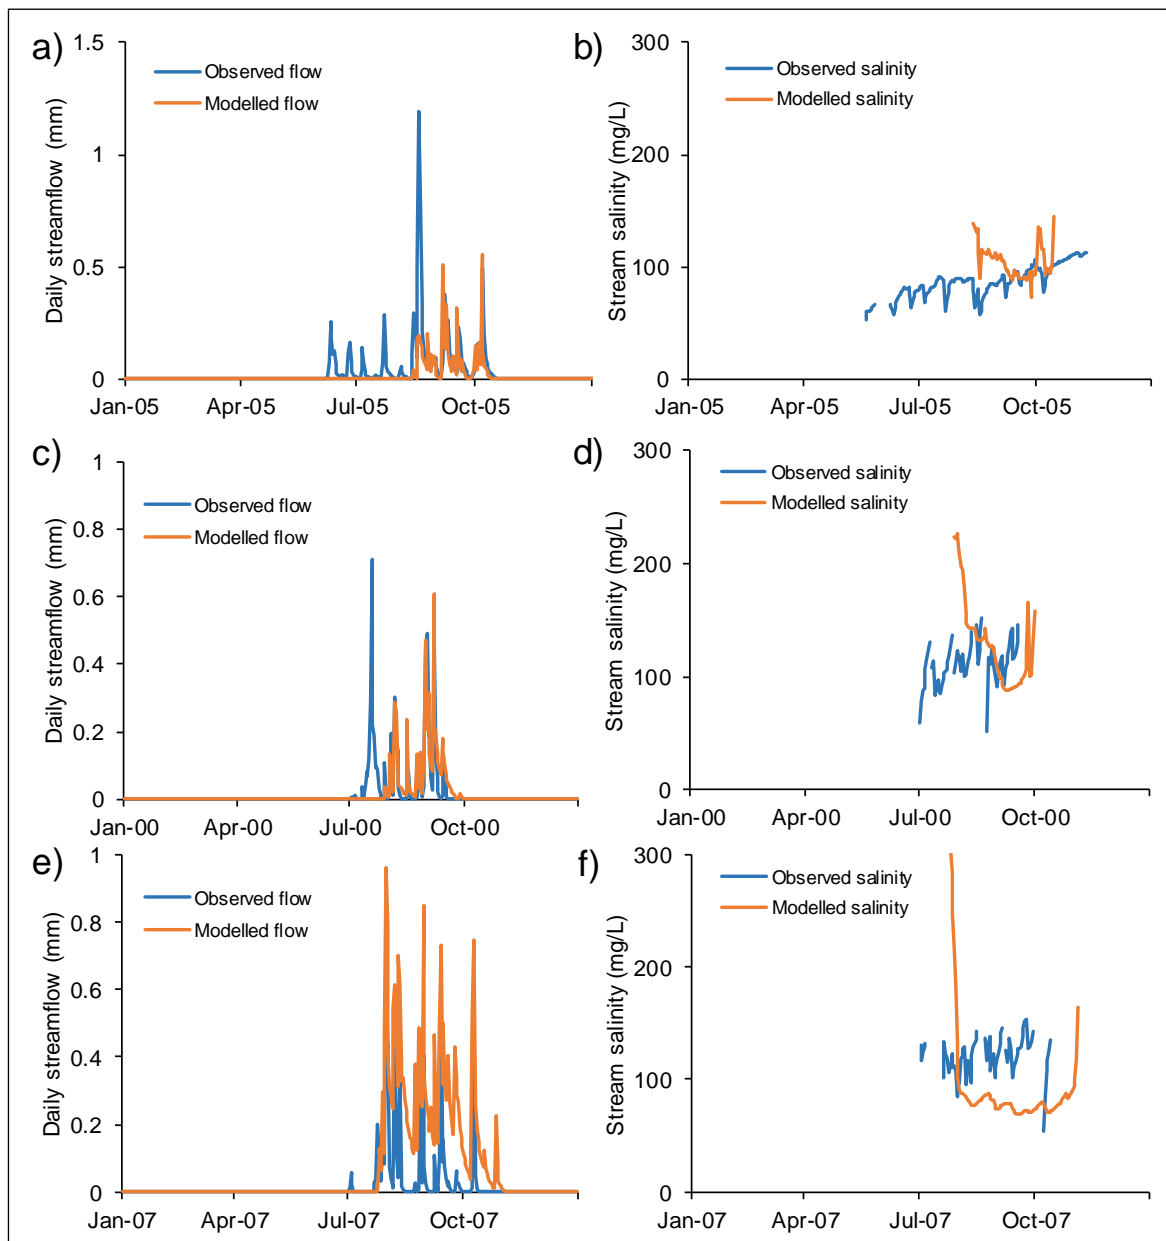 a)
1.5
1
0.5
0
Daily streamflow (mm)
Observed flow
Modelled flow
Jan-05 Apr-05 Jul-05 Oct-05
b)
300
200
100
0
Stream salinity (mg/L)
Observed salinity
Modelled salinity
Jan-05 Apr-05 Jul-05 Oct-05
c)
1
0.8
0.6
0.4
0.2
0
Daily streamflow (mm)
Observed flow
Modelled flow
Jan-00 Apr-00 Jul-00 Oct-00
d)
300
200
100
0
Stream salinity (mg/L)
Observed salinity
Modelled salinity
Jan-00 Apr-00 Jul-00 Oct-00
e)
1
0.8
0.6
0.4
0.2
0
Daily streamflow (mm)
Observed flow
Modelled flow
Jan-07 Apr-07 Jul-07 Oct-07
f)
300
200
100
0
Stream salinity (mg/L)
Observed salinity
Modelled salinity
Jan-07 Apr-07 Jul-07 Oct-07